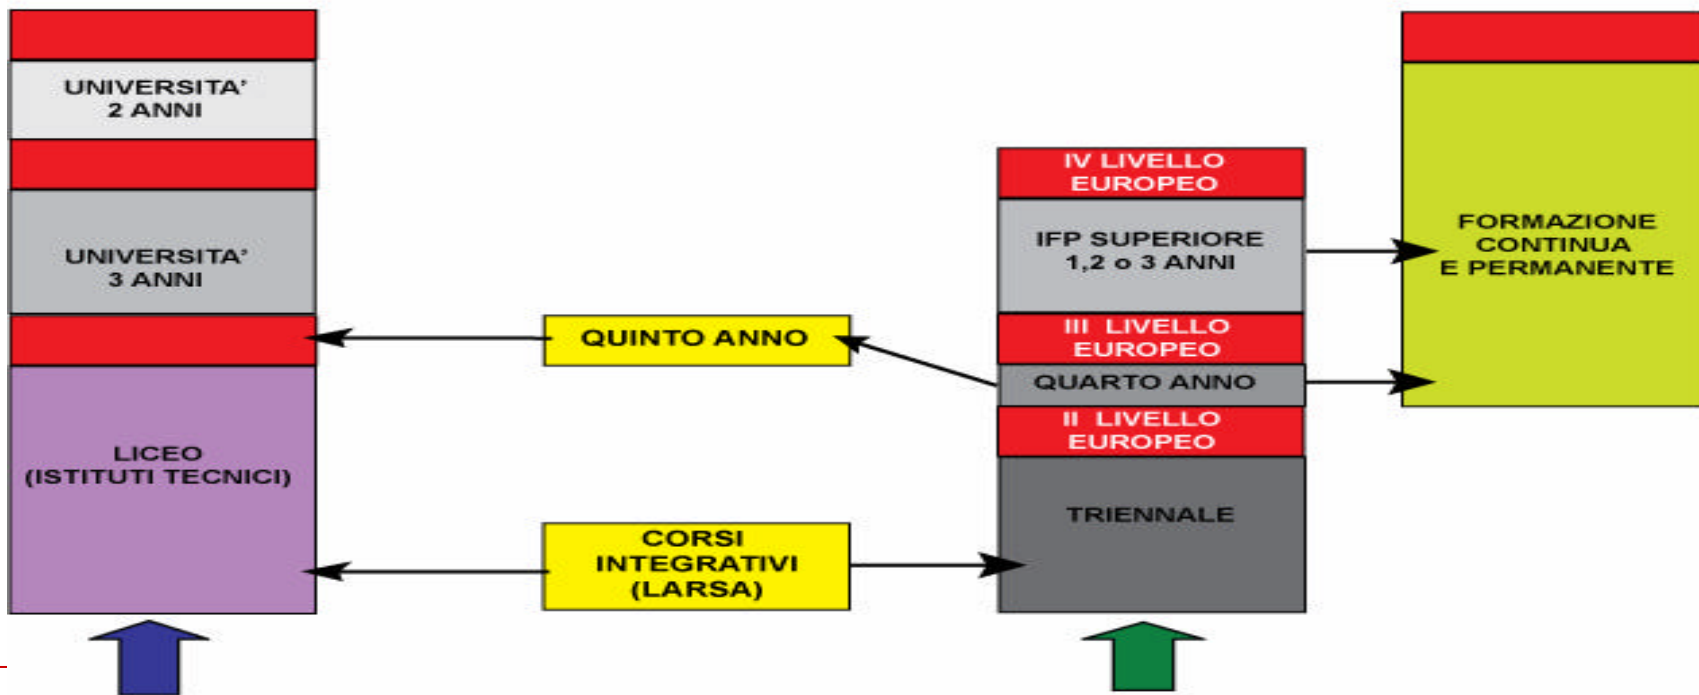 UNIVERSITA'
2 ANNI
UNIVERSITA'
3 ANNI
LICEO
(ISTITUTI TECNICI)
QUINTO ANNO
CORSI
INTEGRATIVI
(LARSA)
IV LIVELLO
EUROPEO
IFP SUPERIORE
1,2 o 3 ANNI
III LIVELLO
EUROPEO
QUARTO ANNO
II LIVELLO
EUROPEO
TRIENNALE
FORMAZIONE
CONTINUA
E PERMANENTE